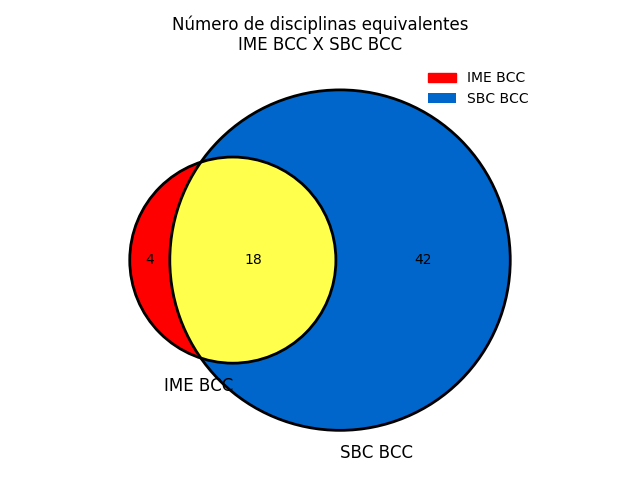 Número de disciplinas equivalentes
IME BCC X SBC BCC
IME BCC
SBC BCC
4
18
42
IME BCC
SBC BCC